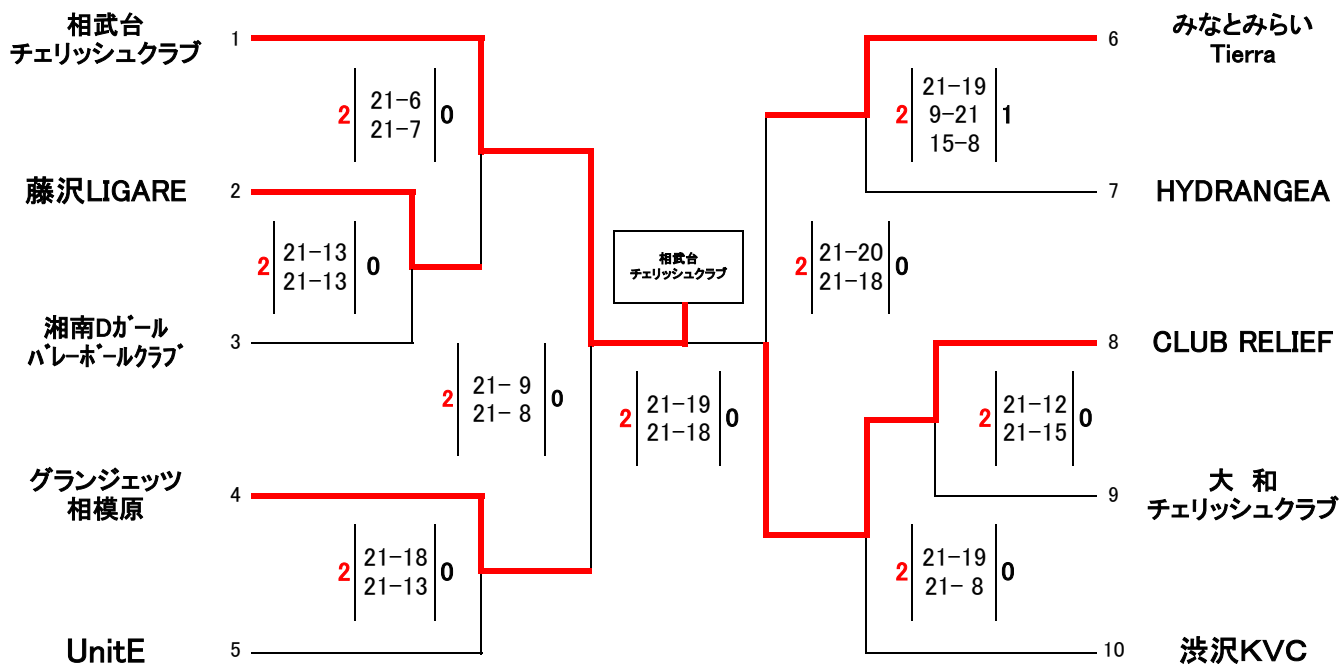 相武台
チェリッシュクラブ
1
2
21-6
21-7
0
藤沢LIGARE
2
2
21-13
21-13
0
湘南Dガール
バレーボールクラブ
3
2
21- 9
21- 8
0
グランジェッツ
相模原
4
2
21-18
21-13
0
UnitE
5
相武台
チェリッシュクラブ
2
21-19
21-18
0
6
みなとみらい
Tierra
2
21-19
9-21
15-8
1
7
HYDRANGEA
2
21-20
21-18
0
8
CLUB RELIEF
2
21-12
21-15
0
9
大 和
チェリッシュクラブ
2
21-19
21- 8
0
10
渋沢KVC